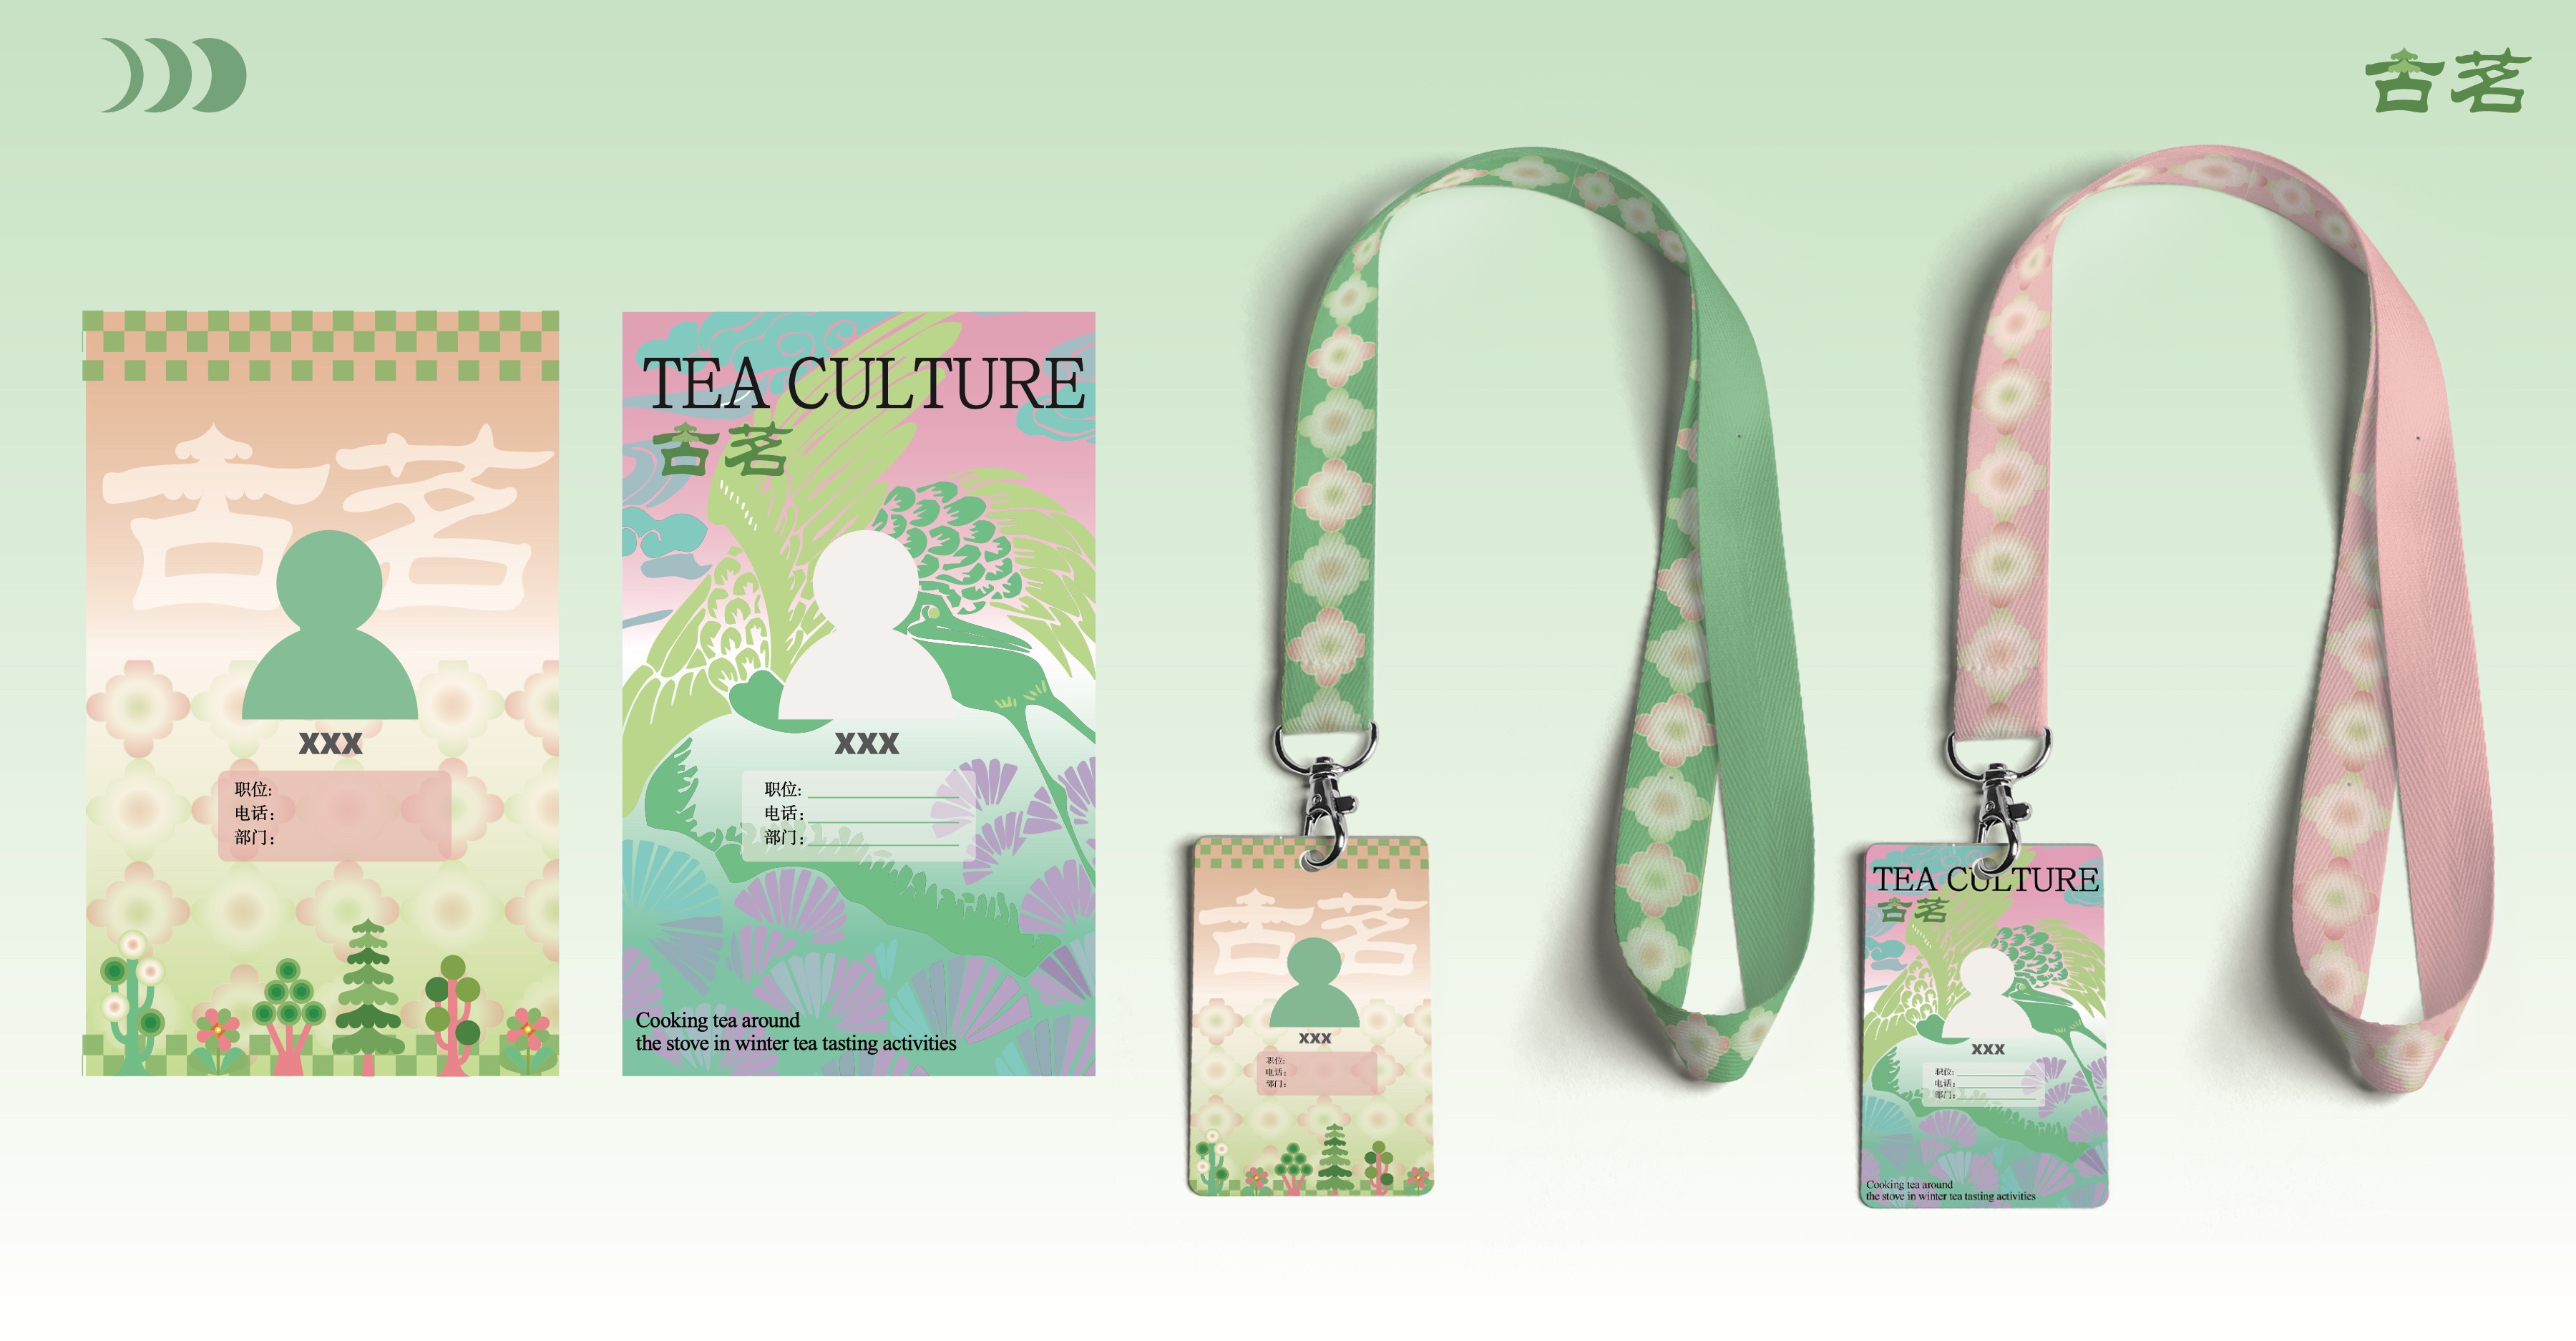 古茗
古茗
XXX
职位:
电话:
部门:
TEA CULTURE
古茗
XXX
职位:
电话:
部门:
Cooking tea around
the stove in winter tea tasting activities
古茗
XXX
职位:
电话:
部门:
TEA CULTURE
古茗
XXX
职位:
电话:
部门:
Cooking tea around
the stove in winter tea tasting activities